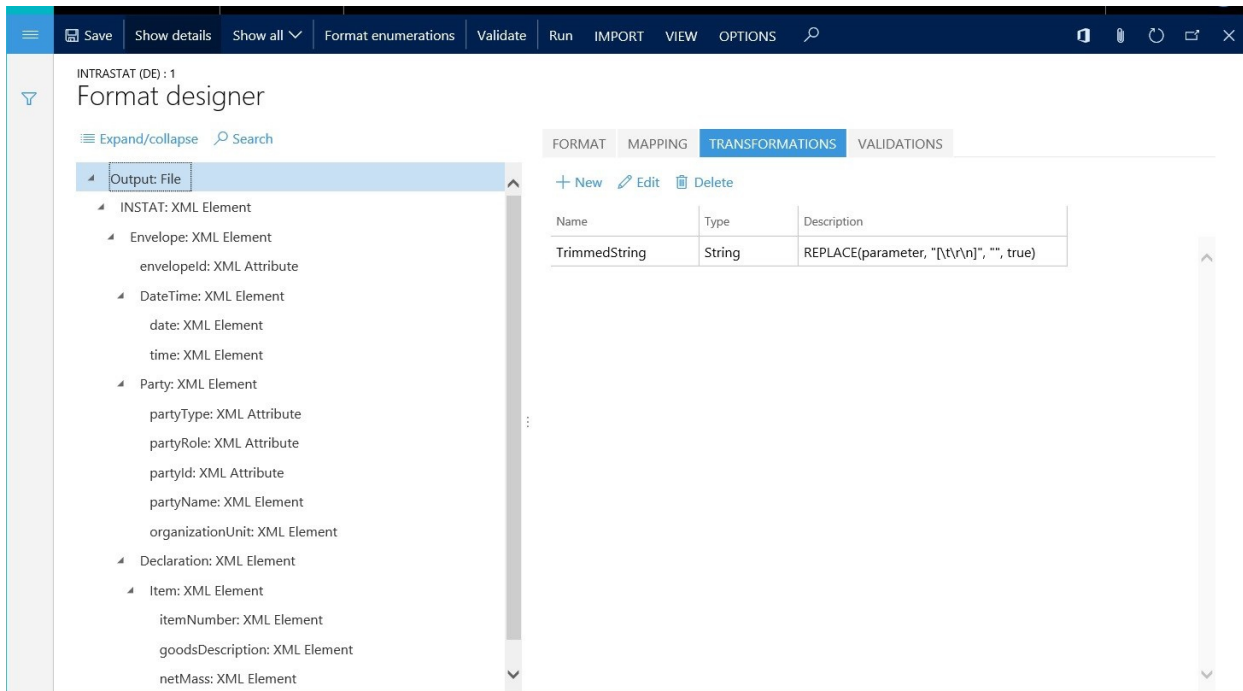 Save Show details Show all Format enumerations Validate Run IMPORT VIEW OPTIONS
INTRASTAT (DE) : 1
Format designer
Expand/collapse Search
Output: File
INSTAT: XML Element
Envelope: XML Element
envelopeId: XML Attribute
DateTime: XML Element
date: XML Element
time: XML Element
Party: XML Element
partyType: XML Attribute
partyRole: XML Attribute
partyId: XML Attribute
partyName: XML Element
organizationUnit: XML Element
Declaration: XML Element
Item: XML Element
itemNumber: XML Element
goodsDescription: XML Element
netMass: XML Element
FORMAT MAPPING TRANSFORMATIONS VALIDATIONS
New Edit Delete
Name Type Description
TrimmedString String REPLACE(parameter, "[\t\r\n]", "", true)